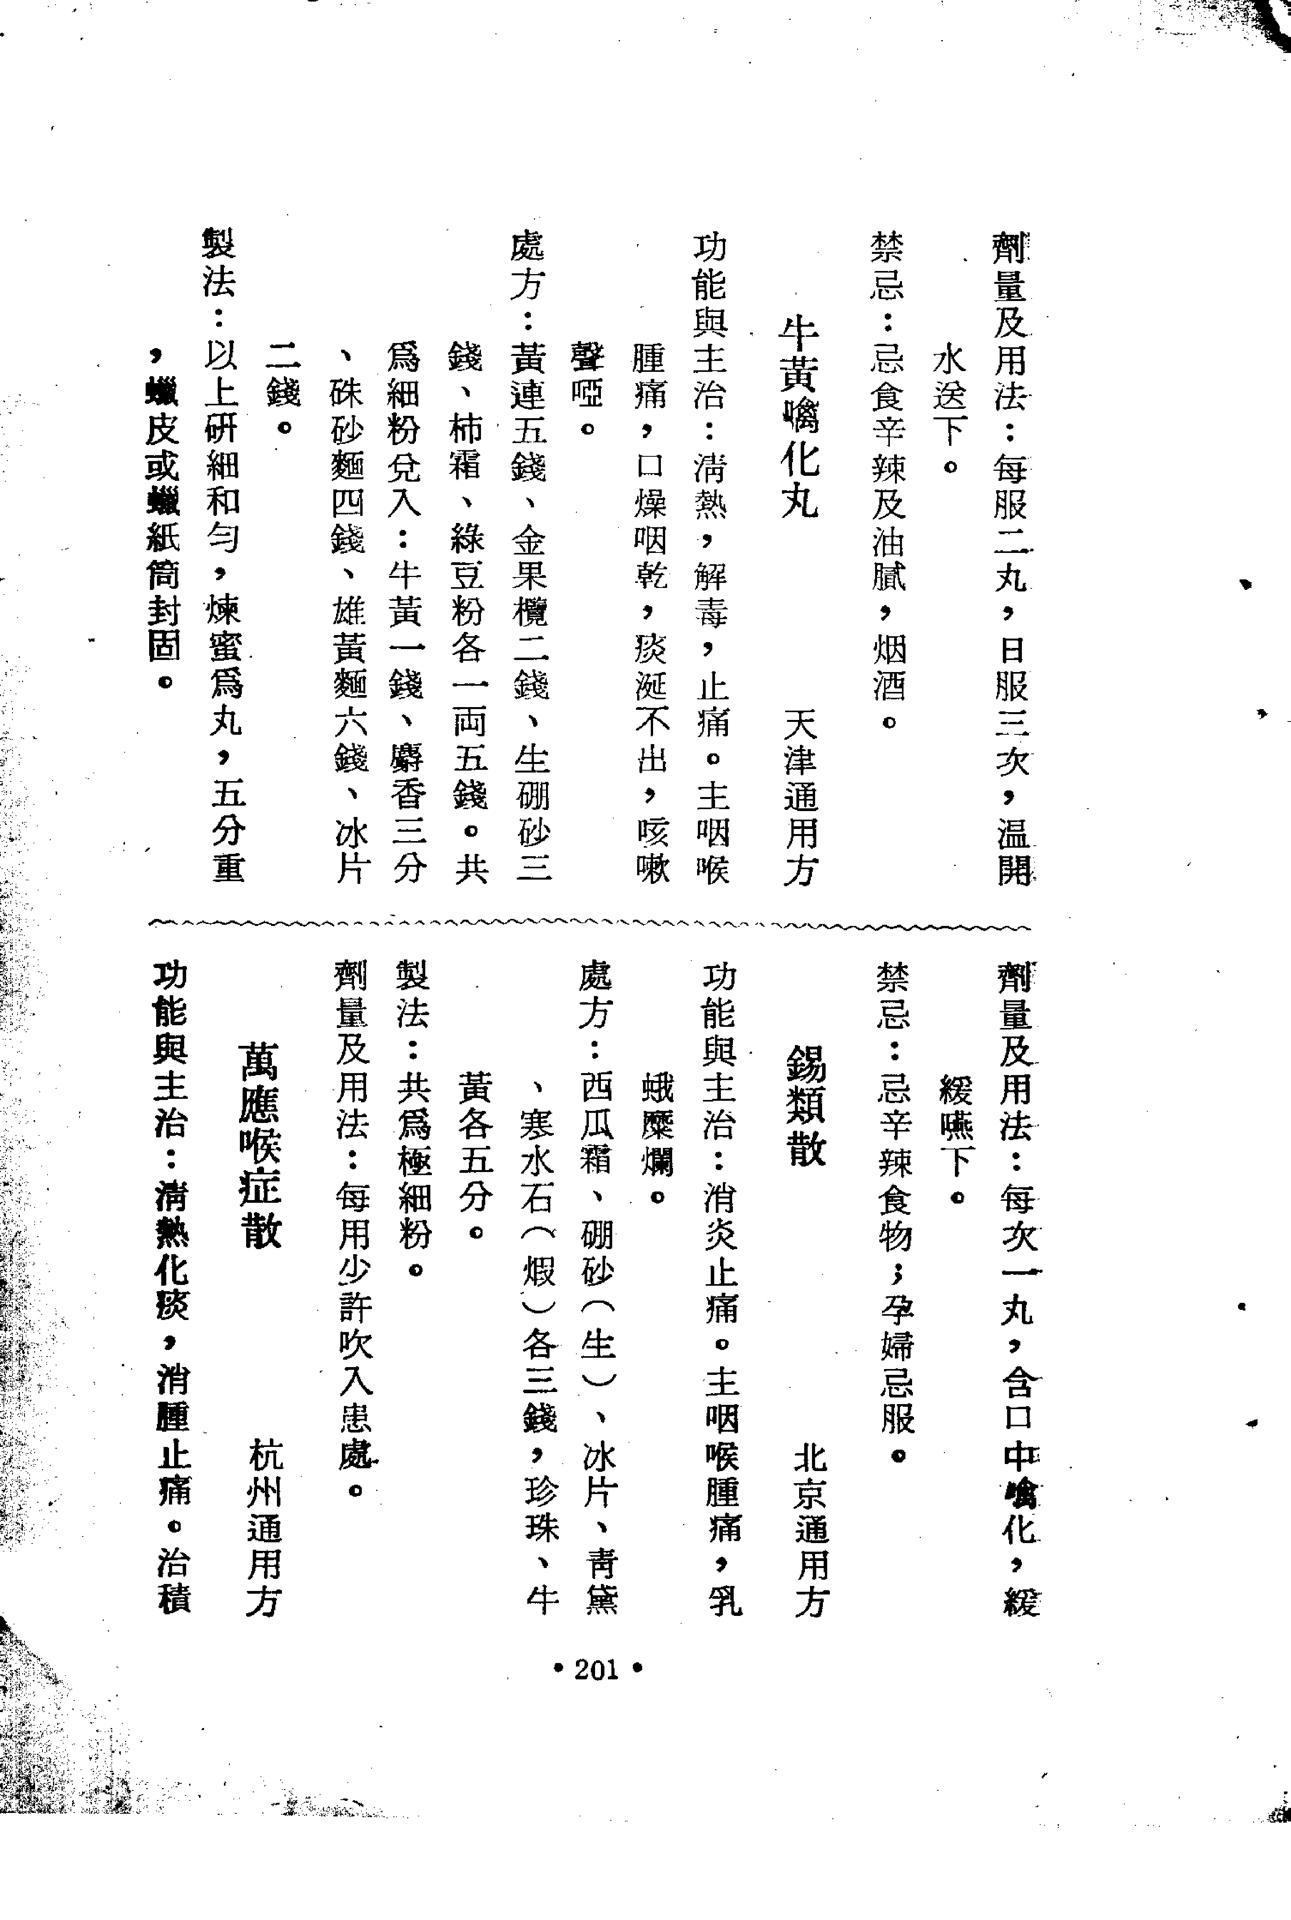 劑量及用法：每服二丸，日服三次，温開
水送下。
禁忌：忌食辛辣及油膩，烟酒。
牛黃噙化丸　天津通用方
功能與主治：清熱，解毒，止痛。主咽喉
腫痛，口燥咽乾，痰涎不出，咳嗽
聲啞。
處方：黃連五錢、金果欖二錢、生硼砂三
錢、柿霜、綠豆粉各一両五錢。共
爲細粉兌入：牛黃一錢、麝香三分
、硃砂麵四錢、雄黃麵六錢、冰片
二錢。
製法：以上研細和勻，煉蜜爲丸，五分重
，蠟皮或蠟紙筒封固。
劑量及用法：每次一丸，含口中噙化，緩
緩嚥下。
禁忌：忌辛辣食物；孕婦忌服。
錫類散　北京通用方
功能與主治：消炎止痛。主咽喉腫痛，乳
蛾糜爛。
處方：西瓜霜、硼砂（生）、冰片、靑黛
、寒水石（煅）各三錢，珍珠、牛
黃各五分。
製法：共爲極細粉。
劑量及用法：每用少許吹入患處。
萬應喉症散　杭州通用方
功能與主治：清熱化痰，消腫止痛。治積
• 201 •